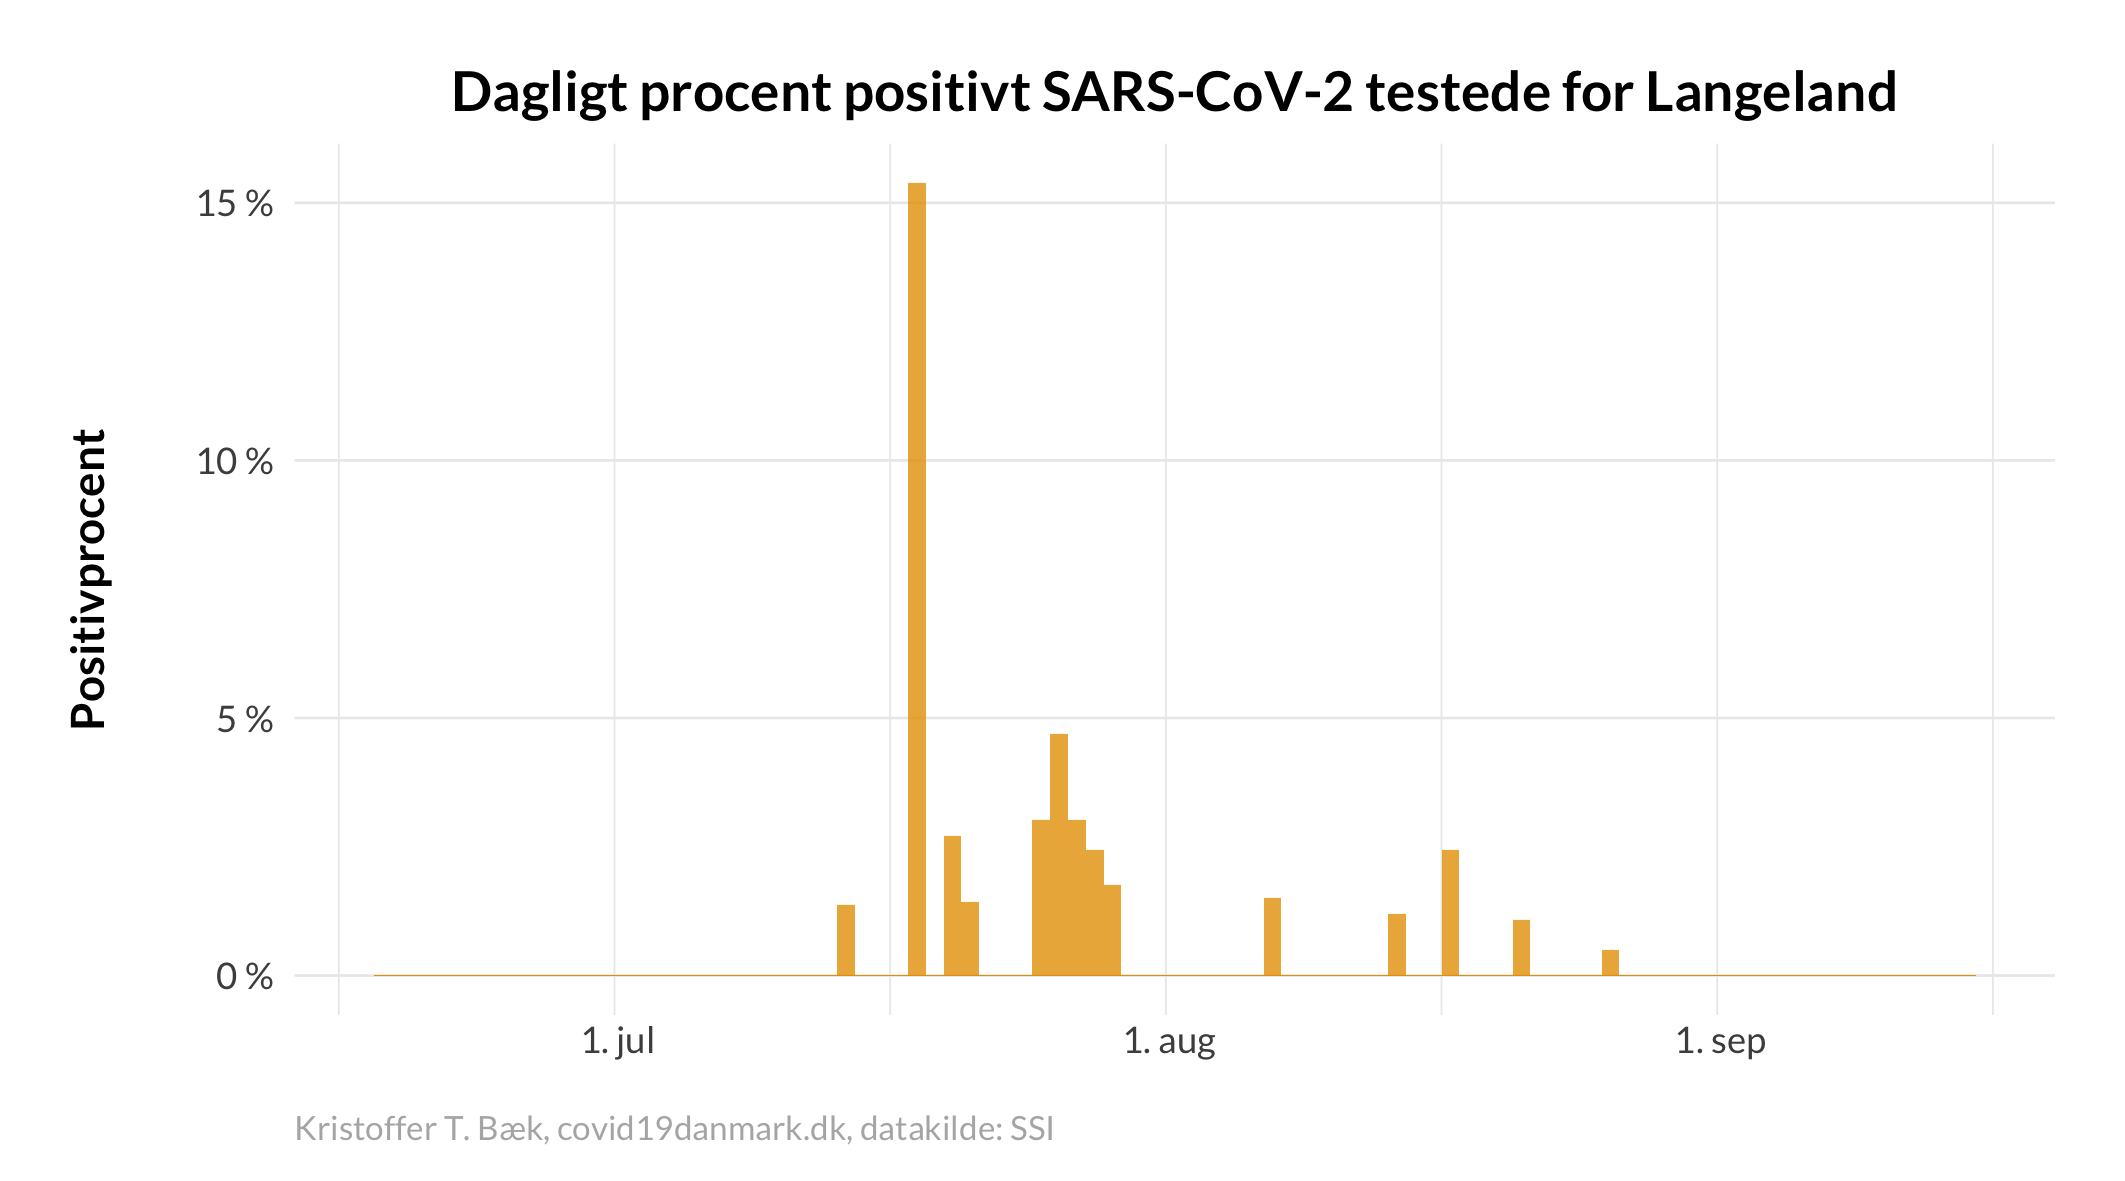 Dagligt procent positivt SARS-CoV-2 testede for Langeland
Positivprocent
15 %
10 %
5 %
0 %
1. jul
1. aug
1. sep
Kristoffer T. Bæk, covid19danmark.dk, datakilde: SSI